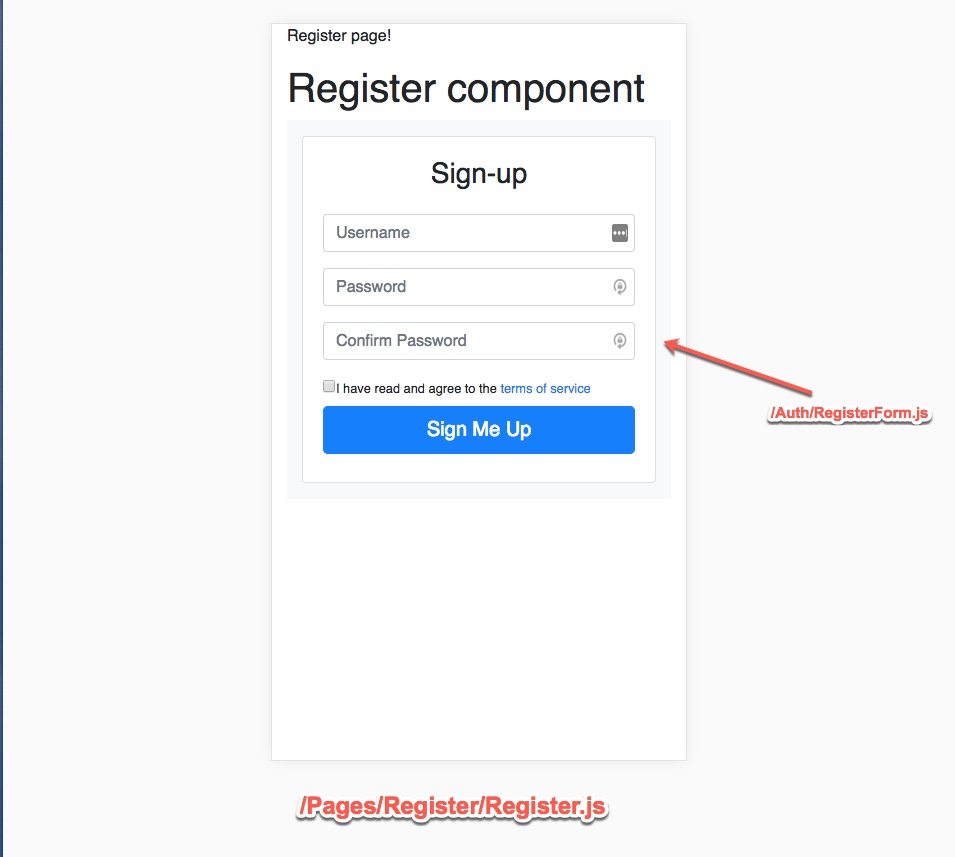 Register page!
Register component
Sign-up
Username
Password
Confirm Password
I have read and agree to the terms of service
Sign Me Up
/Auth/RegisterForm.js
/Pages/Register/Register.js